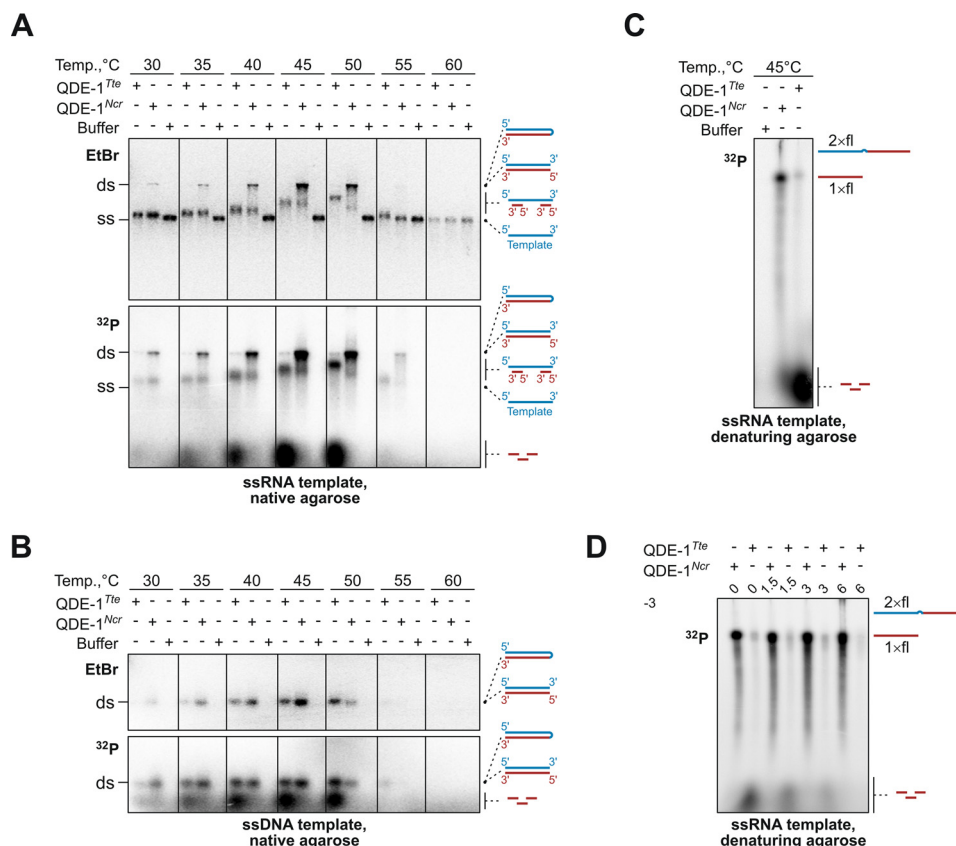 A
Temp.,°C 30 35 40 45 50 55 60
QDE-1Tte + - - + - - + - - + - - + - - + - - + - -
QDE-1Ncr - + - - + - - + - - + - - + - - + - - + -
Buffer - - + - - + - - + - - + - - + - - + - - +
EtBr
ds
ss
5'
3'
5' 3'
3' 5'
5' 3'
3' 5' 3' 5'
5' 3'
Template
32P
ds
ss
5'
3'
5' 3'
3' 5'
5' 3'
3' 5' 3' 5'
5' 3'
Template
ssRNA template,
native agarose
B
Temp.,°C 30 35 40 45 50 55 60
QDE-1Tte + - - + - - + - - + - - + - - + - - + - -
QDE-1Ncr - + - - + - - + - - + - - + - - + - - + -
Buffer - - + - - + - - + - - + - - + - - + - - +
EtBr
ds
5'
3'
5' 3'
3' 5'
32P
ds
5'
3'
5' 3'
3' 5'
ssDNA template,
native agarose
C
Temp.,°C 45°C
QDE-1Tte - - +
QDE-1Ncr - + -
Buffer + - -
32P
2×fl
1×fl
ssRNA template,
denaturing agarose
D
QDE-1Tte - + - + - + - +
QDE-1Ncr + - + - + - + -
-3
0 0 1.5 1.5 3 3 6 6
32P
2×fl
1×fl
ssRNA template,
denaturing agarose